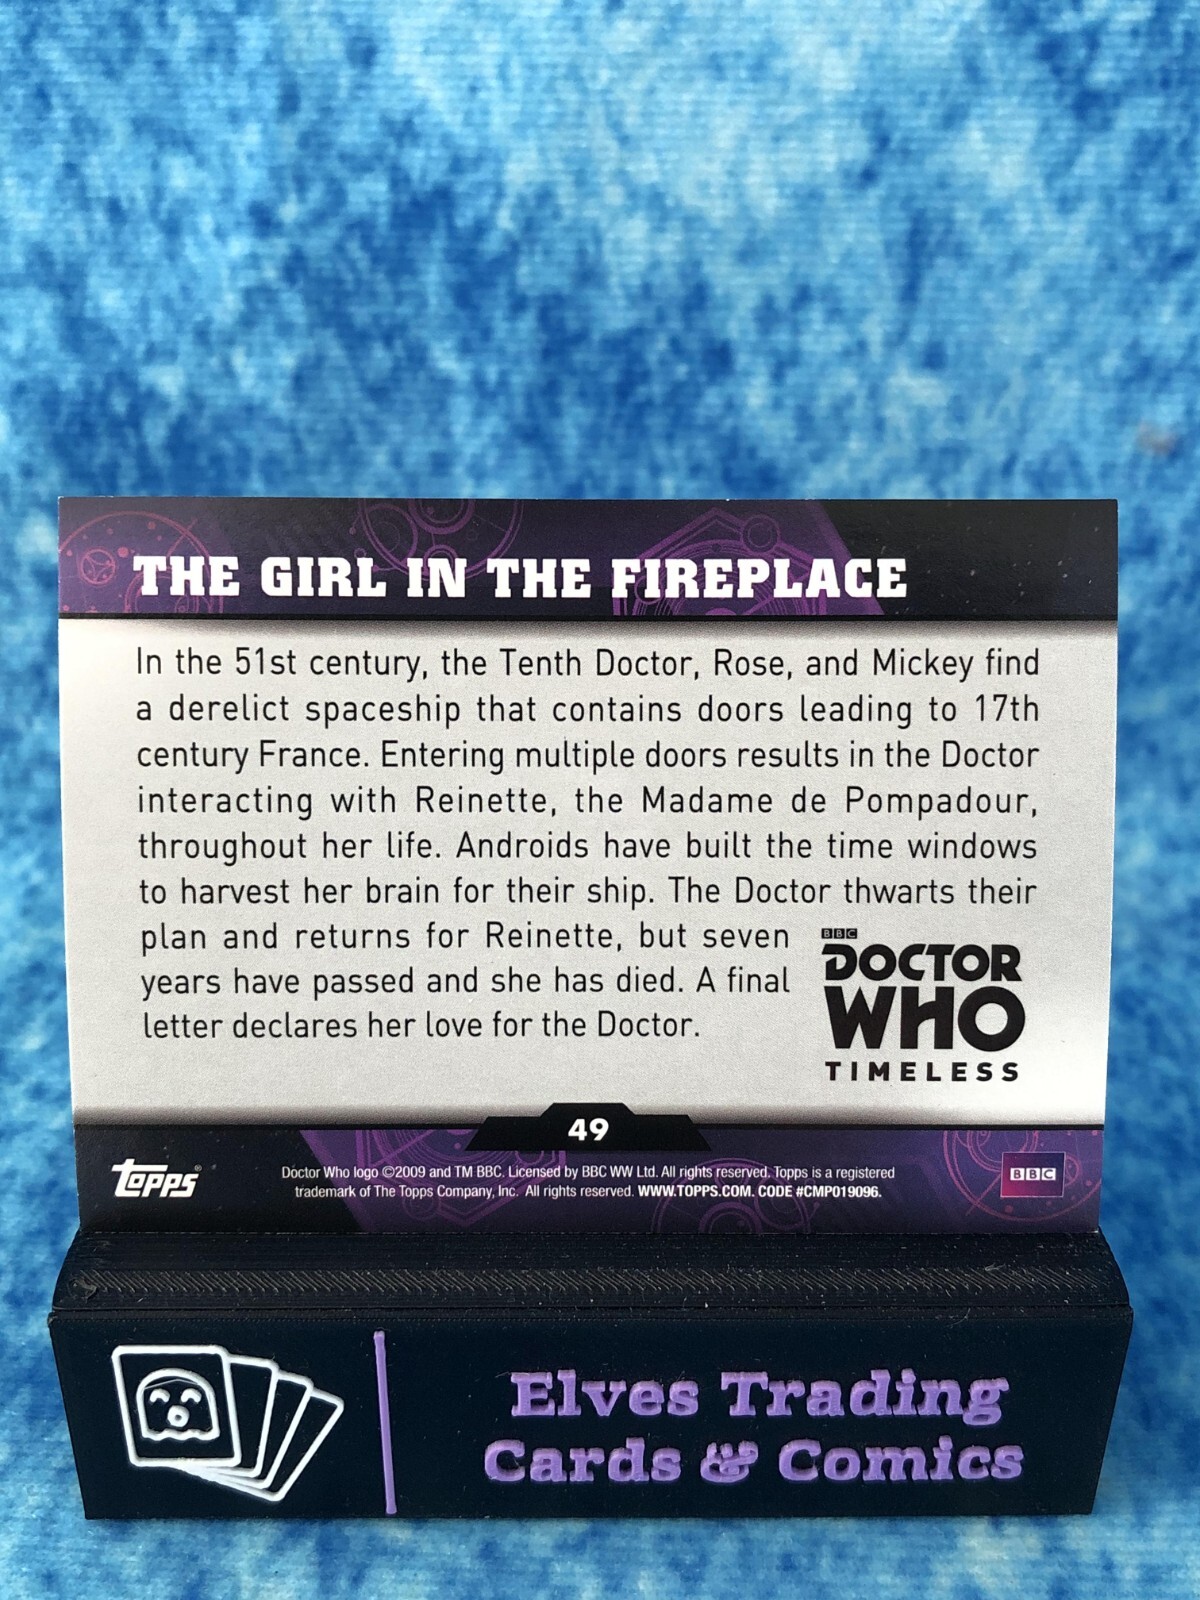 THE GIRL IN THE FIREPLACE
In the 51st century, the Tenth Doctor, Rose, and Mickey find
a derelict spaceship that contains doors leading to 17th
century France. Entering multiple doors results in the Doctor
interacting with Reinette, the Madame de Pompadour,
throughout her life. Androids have built the time windows
to harvest her brain for their ship. The Doctor thwarts their
plan and returns for Reinette, but seven
years have passed and she has died. A final
letter declares her love for the Doctor.
BBC
DOCTOR
WHO
TIMELESS
49
topps®
Doctor Who logo ©2009 and TM BBC. Licensed by BBC WW Ltd. All rights reserved. Topps is a registered
trademark of The Topps Company, Inc. All rights reserved. WWW.TOPPS.COM. CODE #CMP019096.
BBC
Elves Trading
Cards & Comics